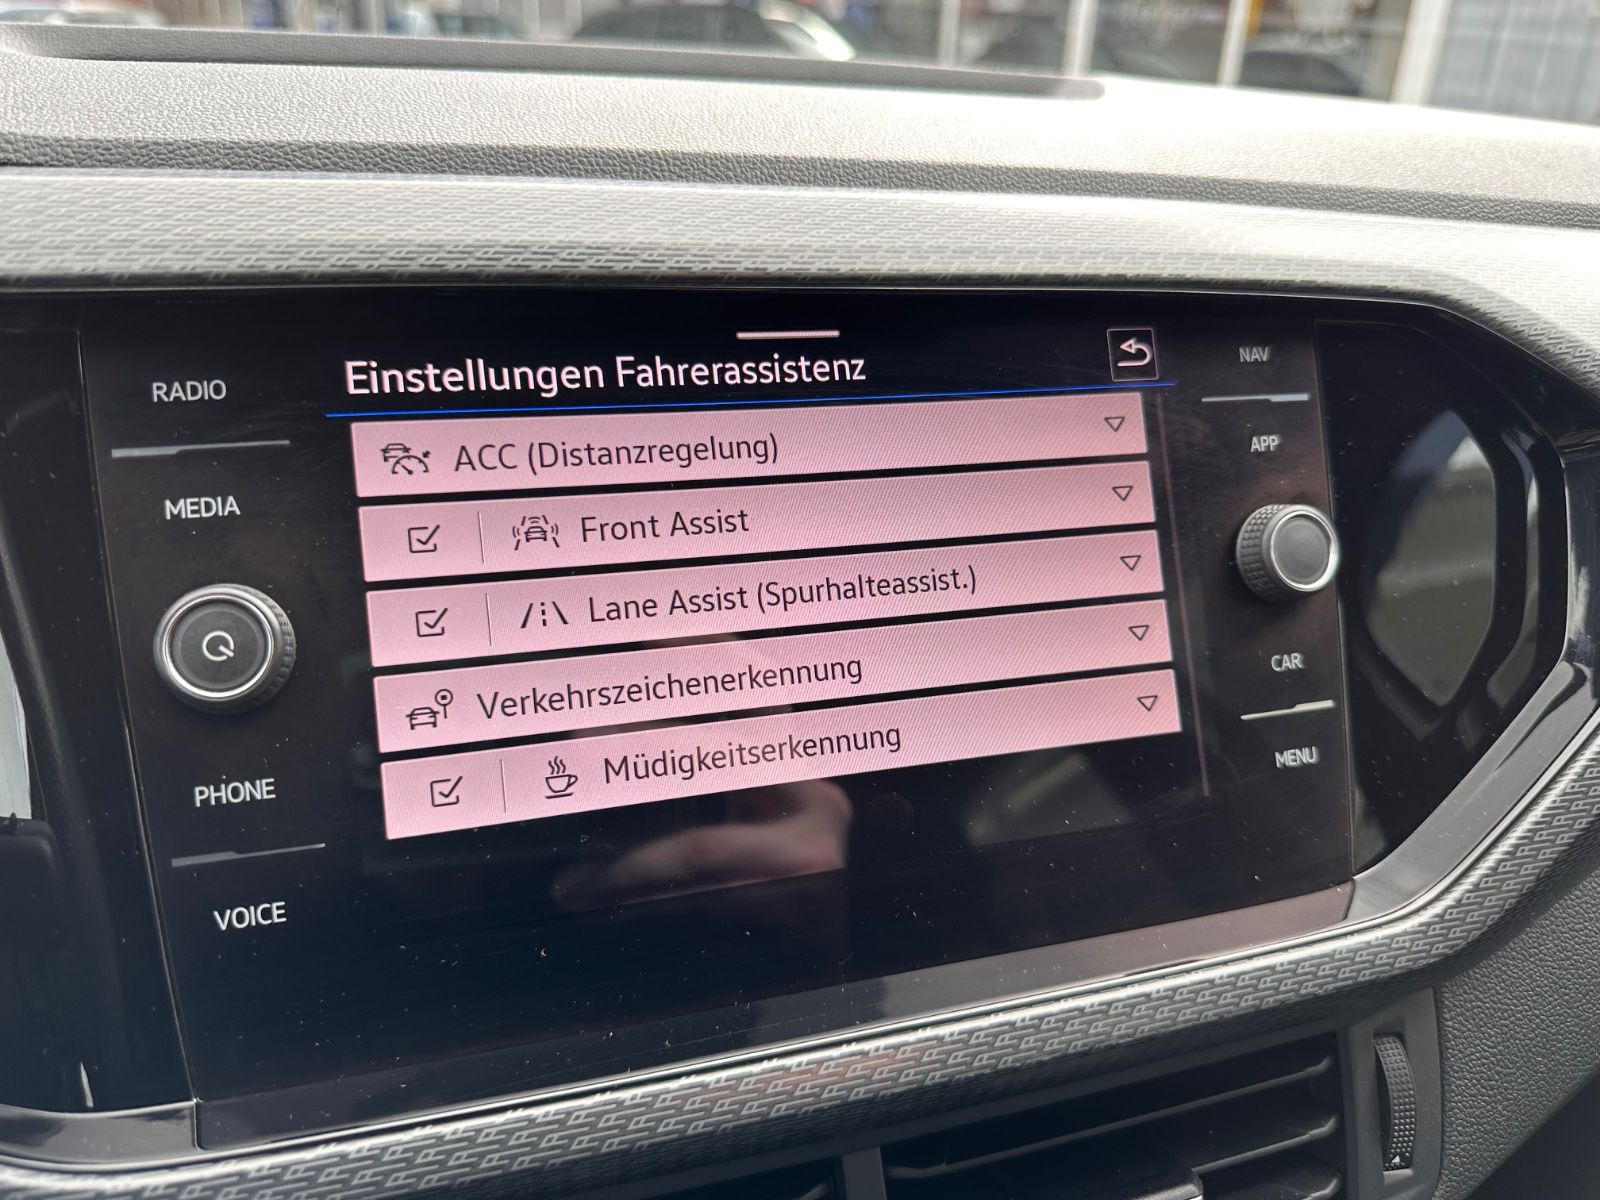 RADIO
MEDIA
PHONE
VOICE
Einstellungen Fahrerassistenz
ACC (Distanzregelung)
Front Assist
Lane Assist (Spurhalteassist.)
Verkehrszeichenerkennung
Müdigkeitserkennung
NAV
APP
CAR
MENU